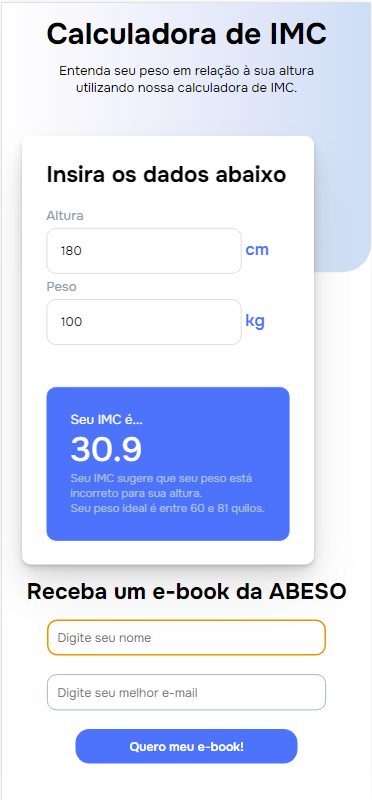 Calculadora de IMC
Entenda seu peso em relação à sua altura
utilizando nossa calculadora de IMC.
Insira os dados abaixo
Altura
180 cm
Peso
100 kg
Seu IMC é...
30.9
Seu IMC sugere que seu peso está
incorreto para sua altura.
Seu peso ideal é entre 60 e 81 quilos.
Receba um e-book da ABESO
Digite seu nome
Digite seu melhor e-mail
Quero meu e-book!